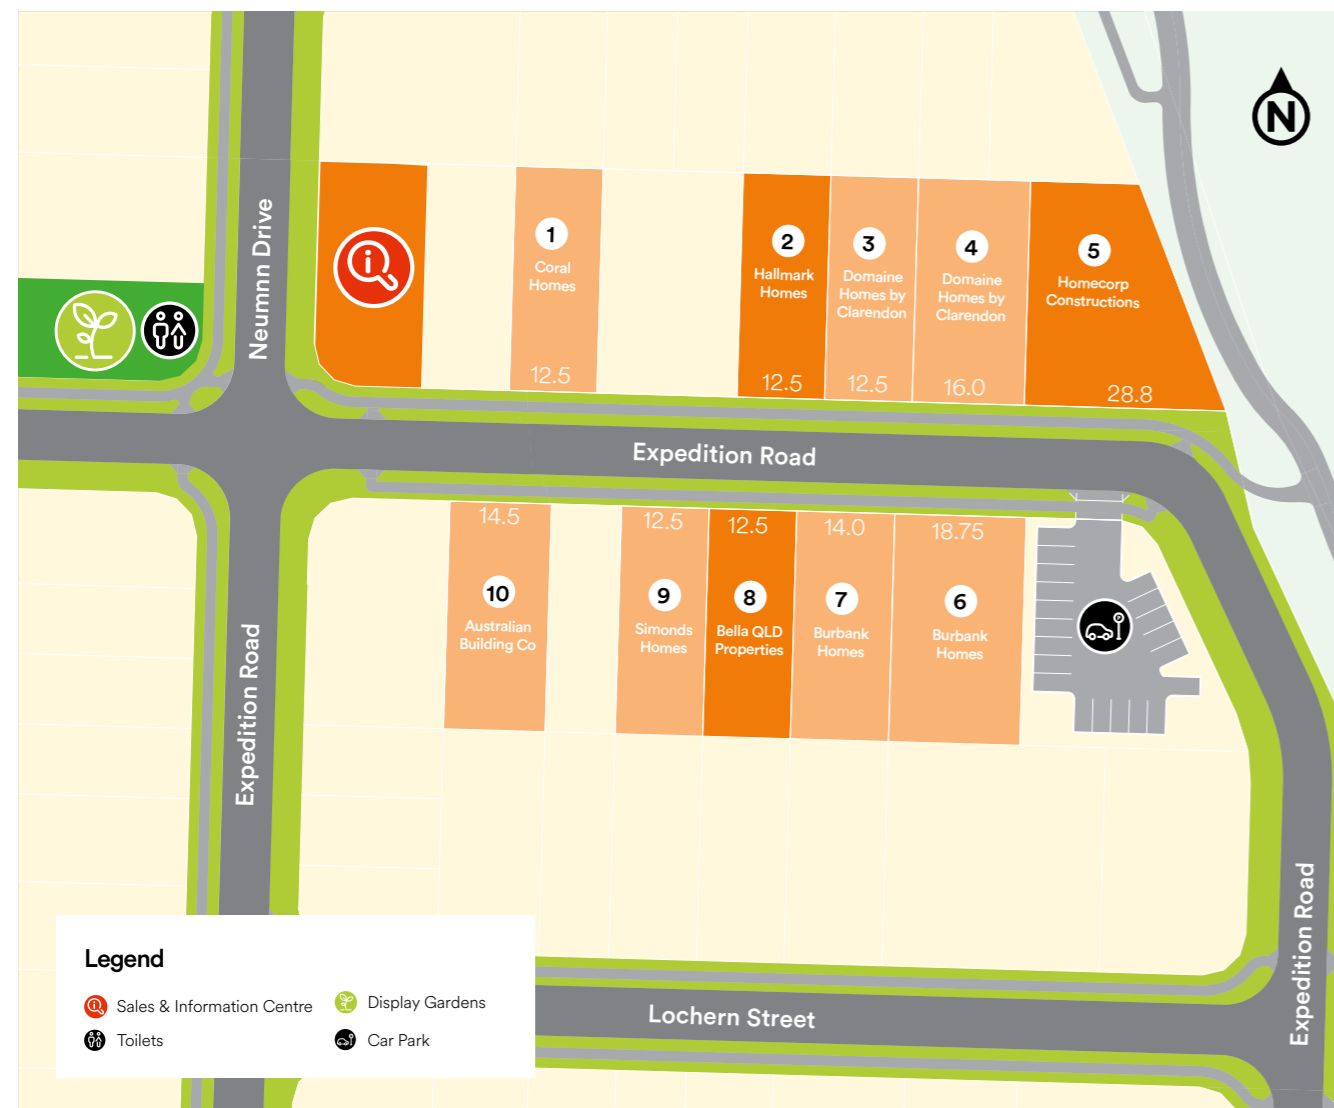 N
Neumnn Drive
i
1
Coral
Homes
12.5
2
Hallmark
Homes
12.5
3
Domaine
Homes by
Clarendon
12.5
4
Domaine
Homes by
Clarendon
16.0
5
Homecorp
Constructions
28.8
Expedition Road
14.5
10
Australian
Building Co
12.5
9
Simonds
Homes
12.5
8
Bella QLD
Properties
14.0
7
Burbank
Homes
18.75
6
Burbank
Homes
Expedition Road
Expedition Road
Lochern Street
Legend
Sales & Information Centre
Display Gardens
Toilets
Car Park